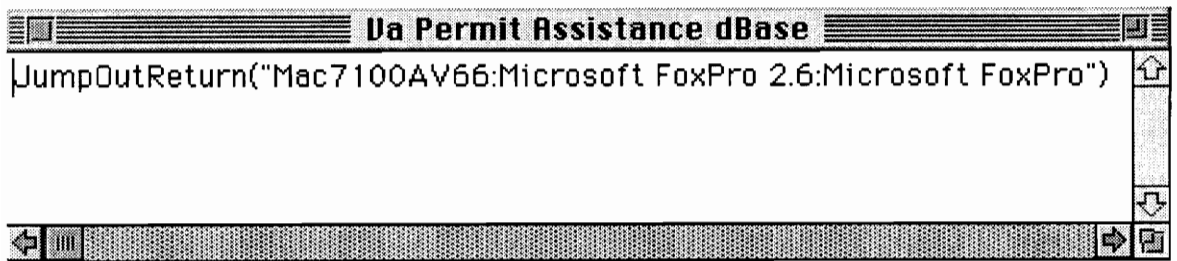 Va Permit Assistance dBase
JumpOutReturn("Mac7100AV66:Microsoft FoxPro 2.6:Microsoft FoxPro")